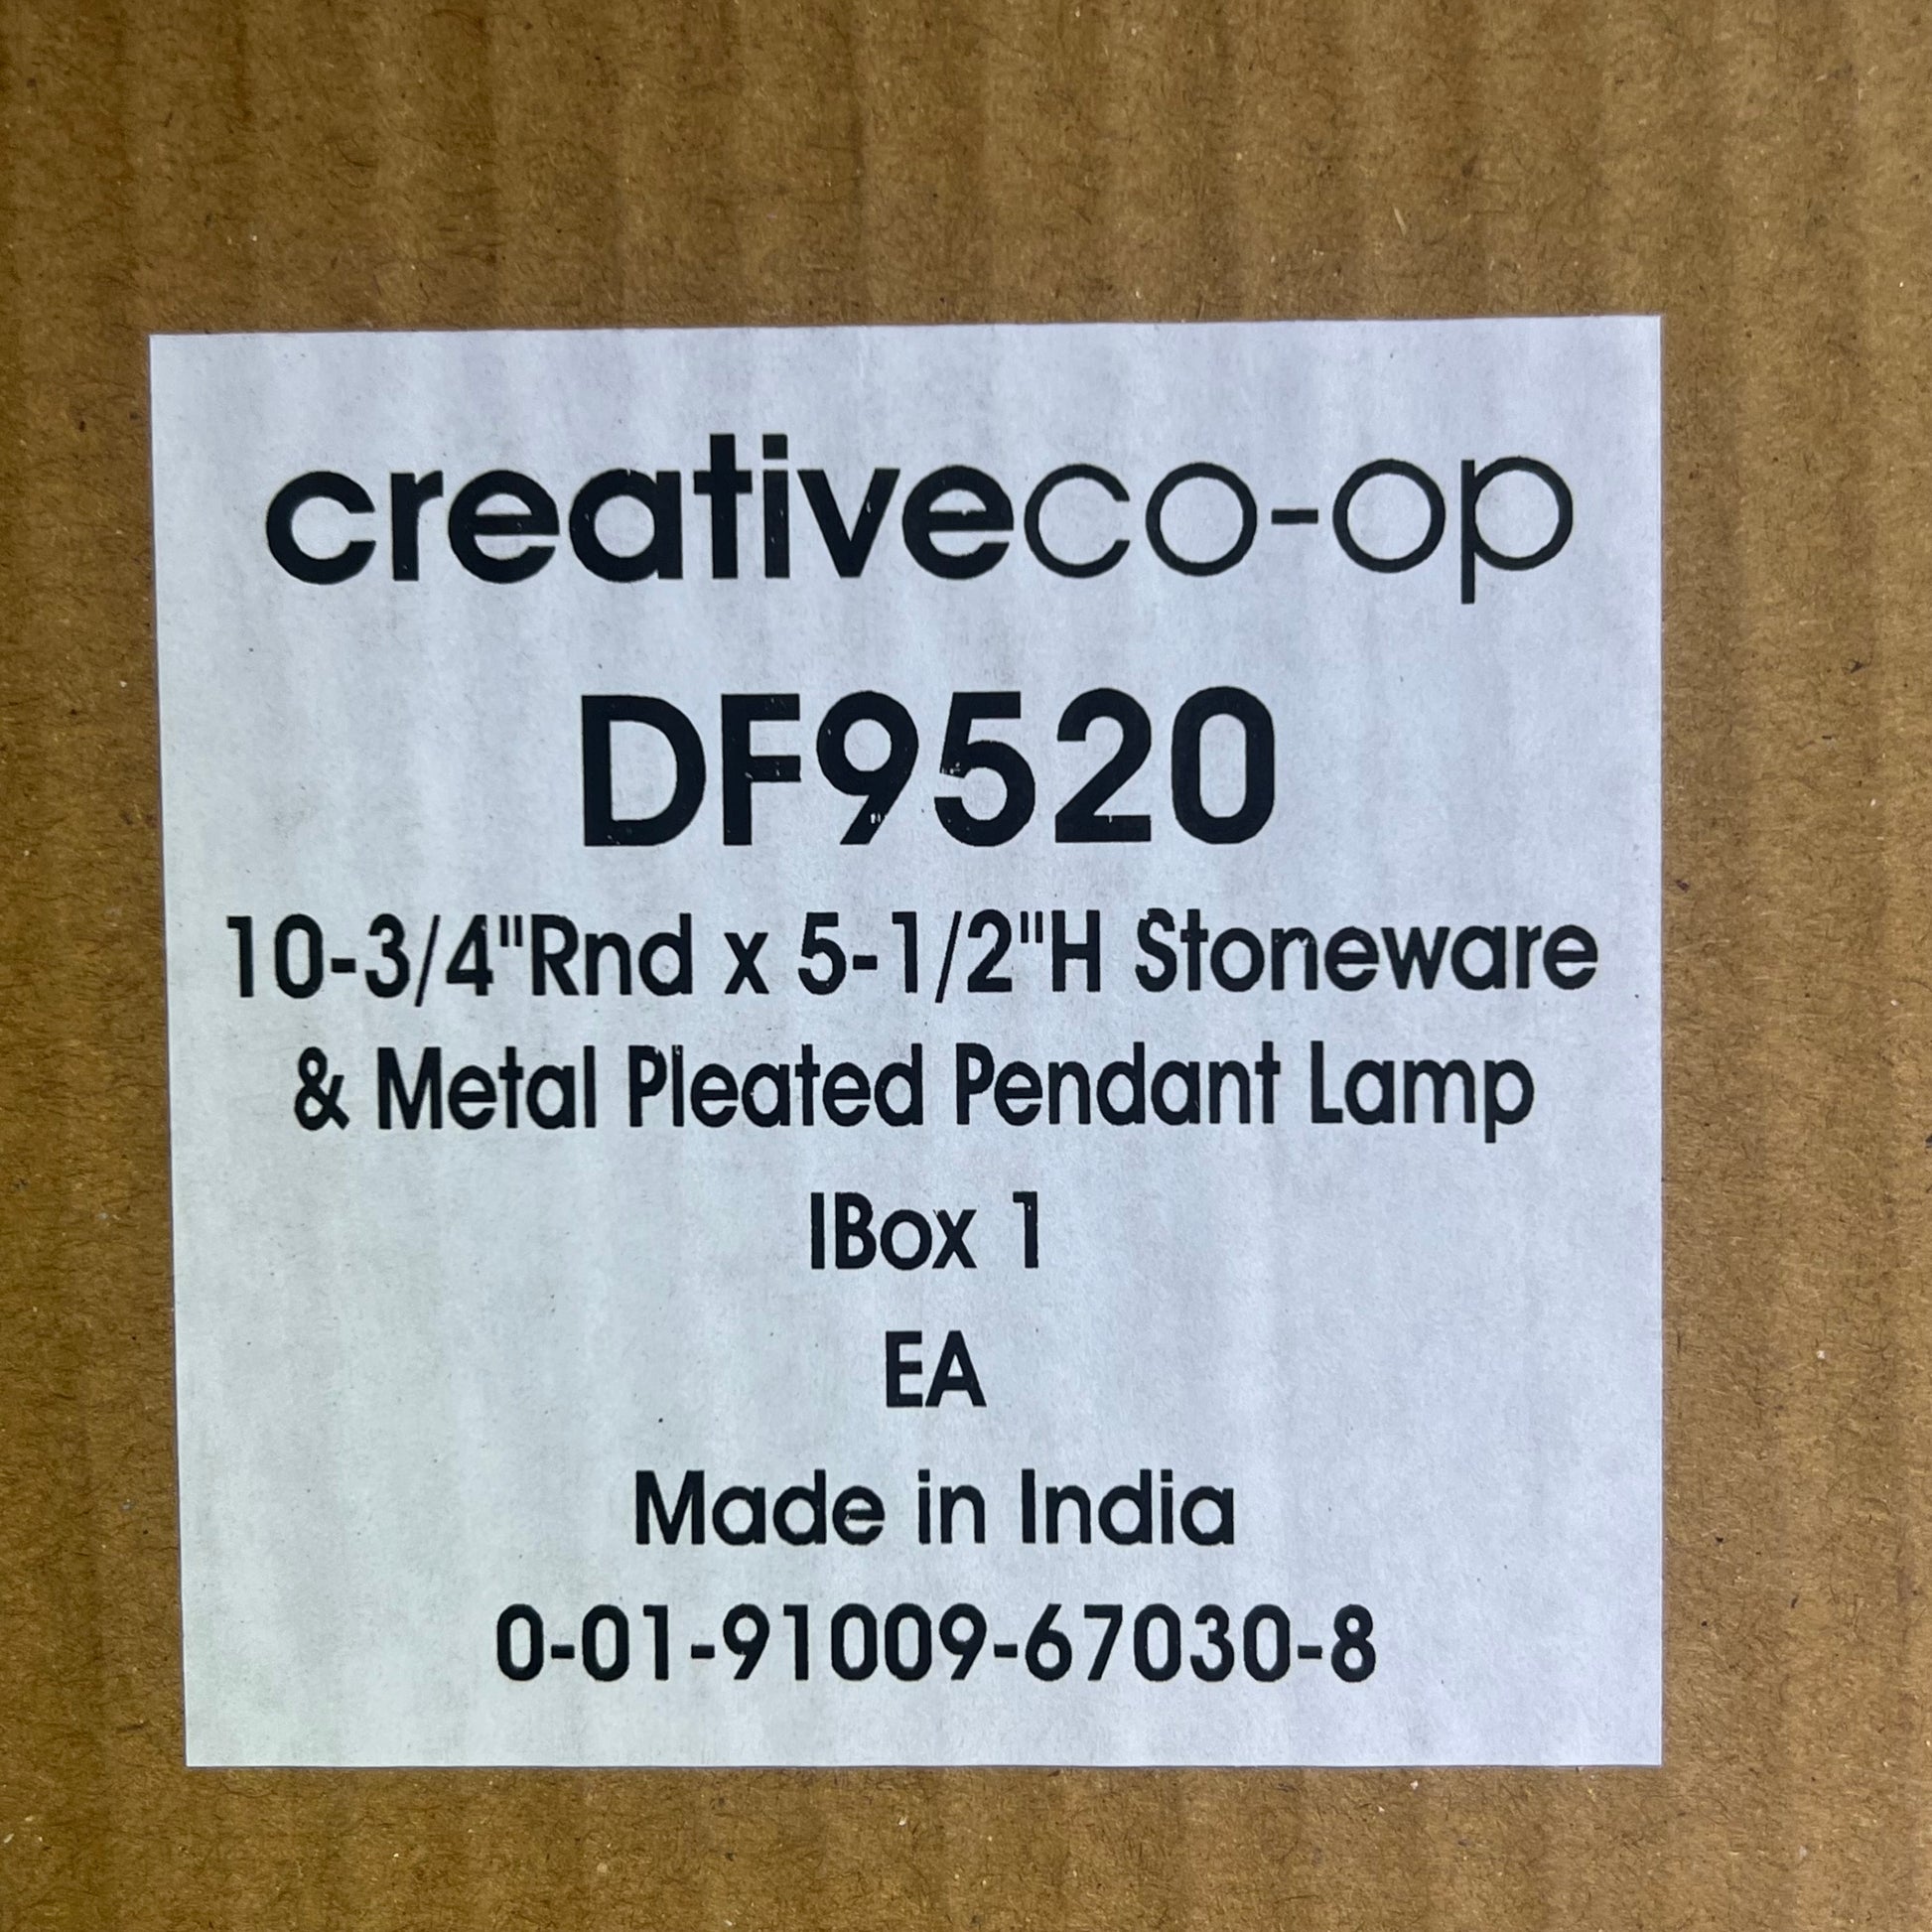 creativeco-op
DF9520
10-3/4"Rnd x 5-1/2"H Stoneware
& Metal Pleated Pendant Lamp
IBox 1
EA
Made in India
0-01-91009-67030-8